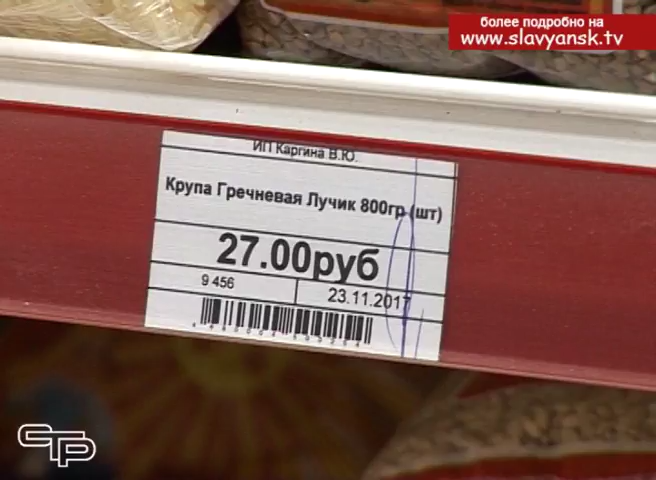 более подробно на
www.slavyansk.tv
ИП Каргина В.Ю.
Крупа Гречневая Лучик 800гр (шт)
27.00руб
9 456
23.11.2017
СТР